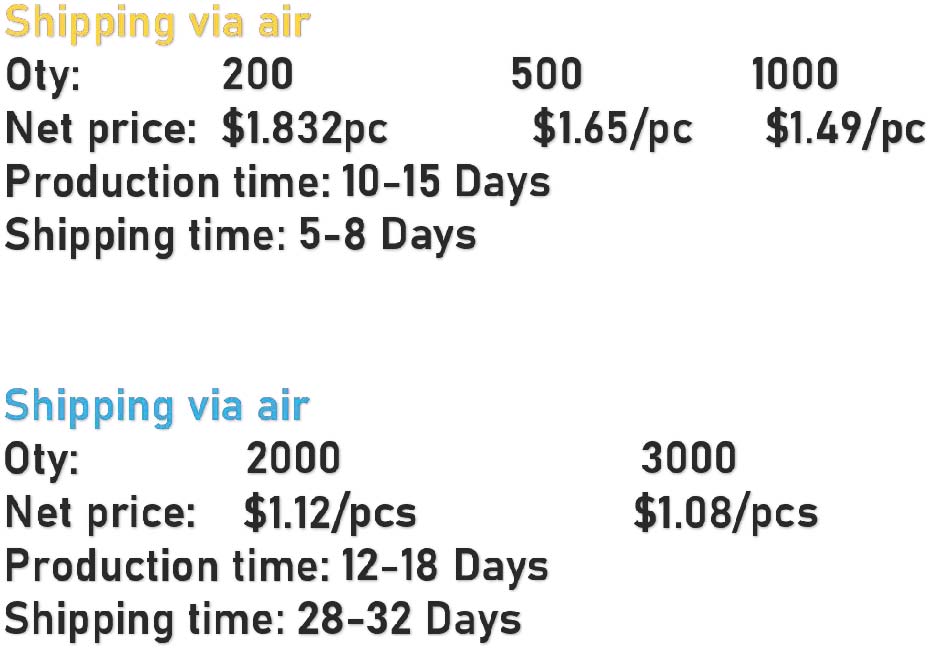 Shipping via air
Qty: 200 500 1000
Net price: $1.832pc $1.65/pc $1.49/pc
Production time: 10-15 Days
Shipping time: 5-8 Days
Shipping via air
Qty: 2000 3000
Net price: $1.12/pcs $1.08/pcs
Production time: 12-18 Days
Shipping time: 28-32 Days